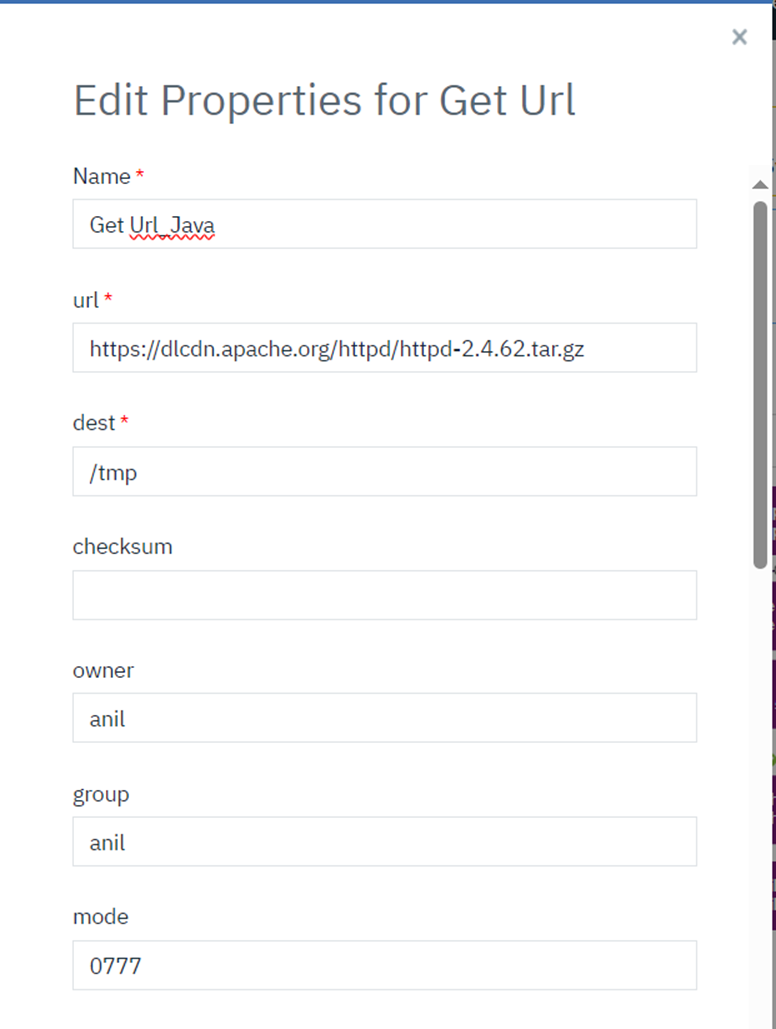 ×
Edit Properties for Get Url
Name *
Get Url_Java
url *
https://dlcdn.apache.org/httpd/httpd-2.4.62.tar.gz
dest *
/tmp
checksum
owner
anil
group
anil
mode
0777